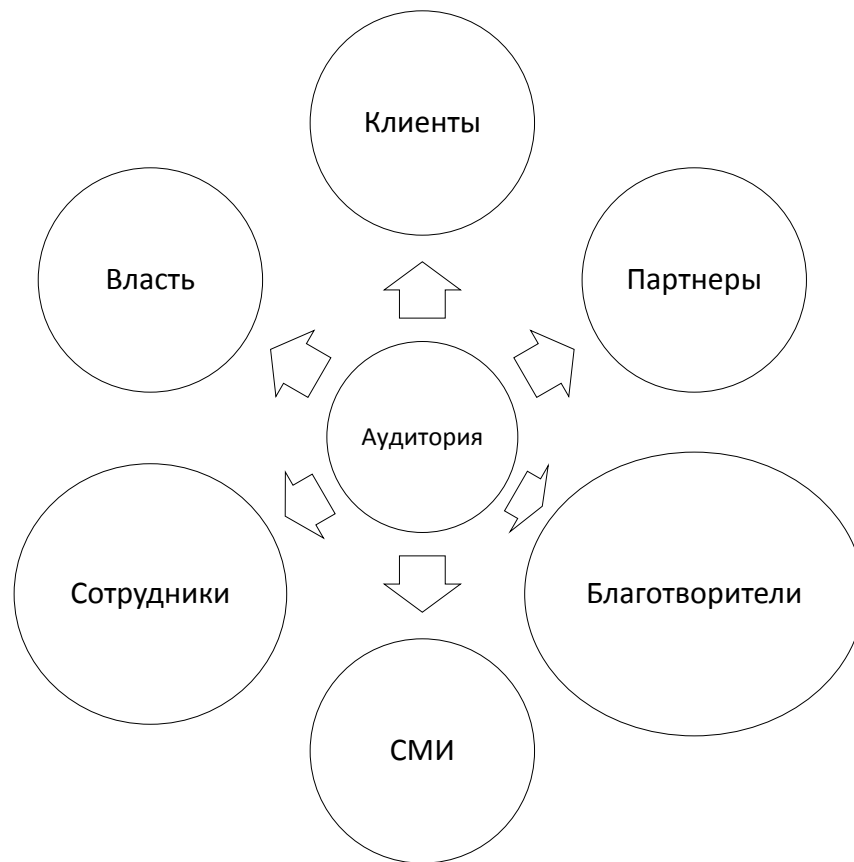 Клиенты
Власть
Партнеры
Аудитория
Сотрудники
Благотворители
СМИ